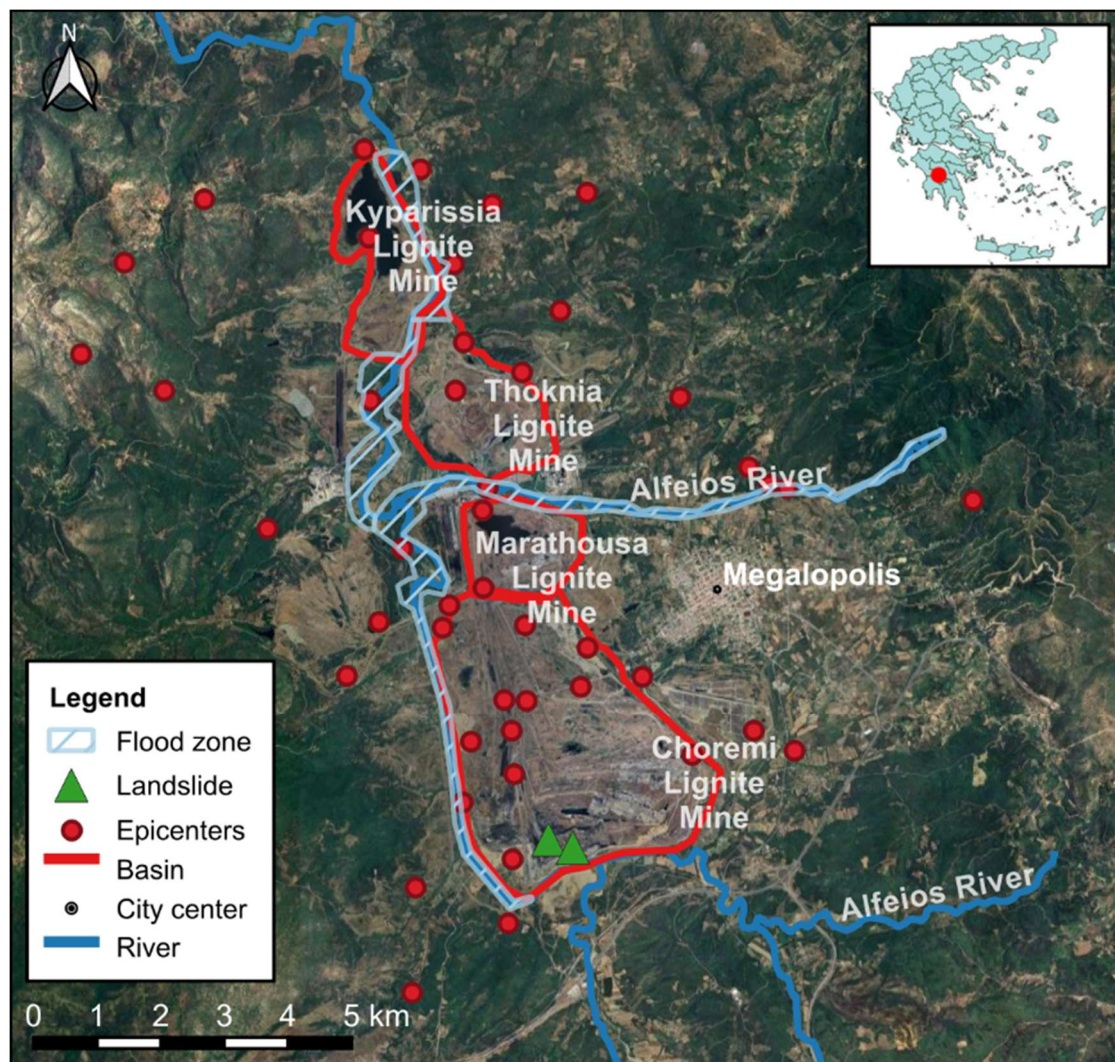 N
Kyparissia
Lignite
Mine
Thoknia
Lignite
Mine
Alfeios River
Marathousa
Lignite
Mine
Megalopolis
Choremi
Lignite
Mine
Alfeios River
Legend
Flood zone
Landslide
Epicenters
Basin
City center
River
0 1 2 3 4 5 km